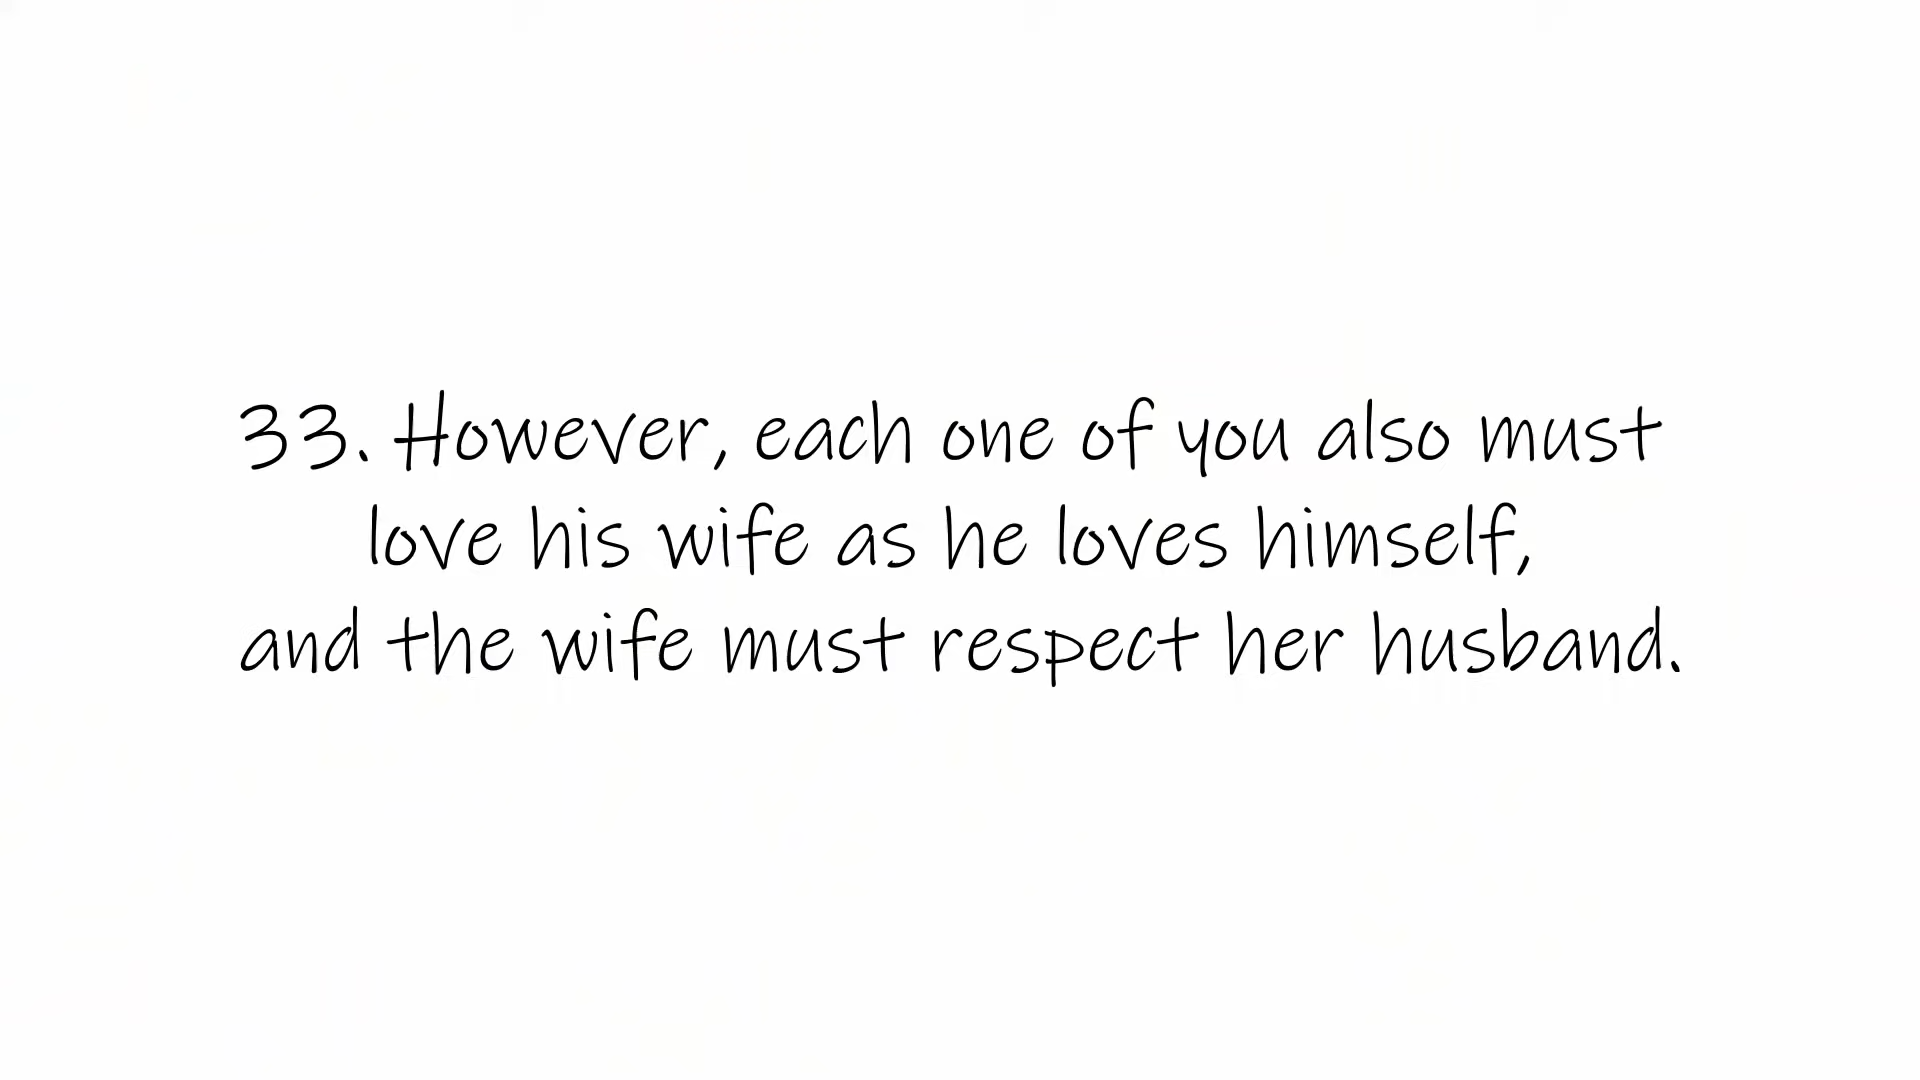 33. However, each one of you also must
love his wife as he loves himself,
and the wife must respect her husband.